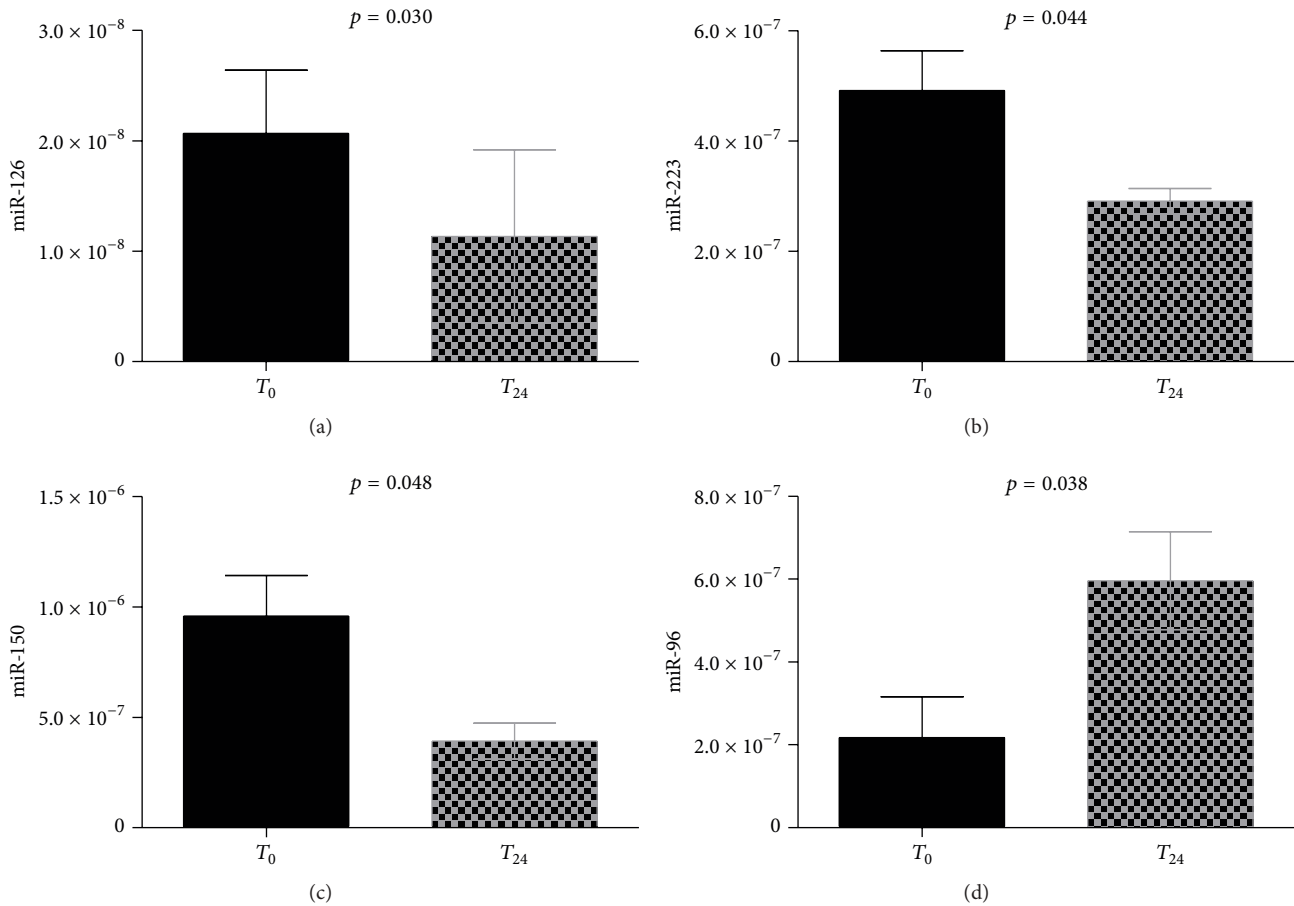 p = 0.030
3.0 × 10⁻⁸
2.0 × 10⁻⁸
1.0 × 10⁻⁸
0
miR-126
T₀ T₂₄
(a)
p = 0.044
6.0 × 10⁻⁷
4.0 × 10⁻⁷
2.0 × 10⁻⁷
0
miR-223
T₀ T₂₄
(b)
p = 0.048
1.5 × 10⁻⁶
1.0 × 10⁻⁶
5.0 × 10⁻⁷
0
miR-150
T₀ T₂₄
(c)
p = 0.038
8.0 × 10⁻⁷
6.0 × 10⁻⁷
4.0 × 10⁻⁷
2.0 × 10⁻⁷
0
miR-96
T₀ T₂₄
(d)